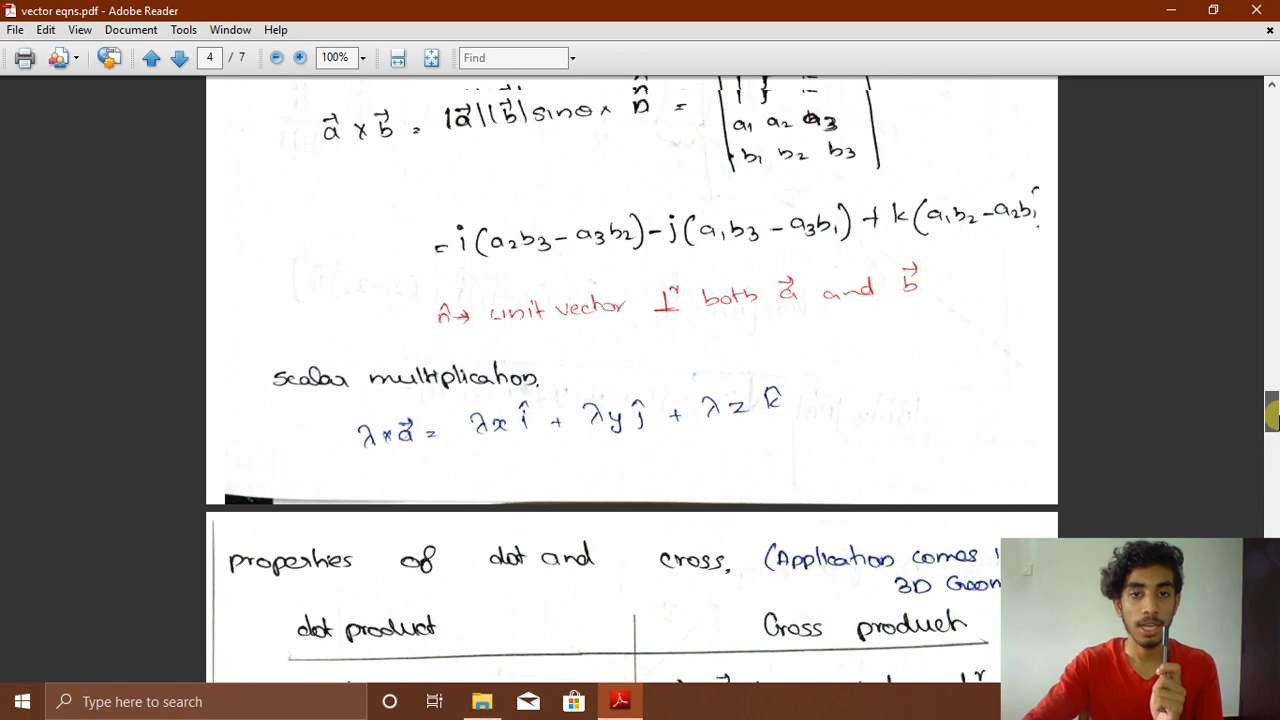 vector eqns.pdf - Adobe Reader
File Edit View Document Tools Window Help
4 / 7 100% Find
a⃗ × b⃗ = |a⃗||b⃗| sinθ × n̂ =
a1 a2 a3
b1 b2 b3
= i(a2b3 - a3b2) - j(a1b3 - a3b1) + k(a1b2 - a2b1
n̂ → unit vector ⊥r both a⃗ and b⃗
scalar multiplication.
λ × a⃗ = λx î + λy ĵ + λz k̂
properties of dot and cross. (Application comes
3D Geom
dot product Cross product
Type here to search